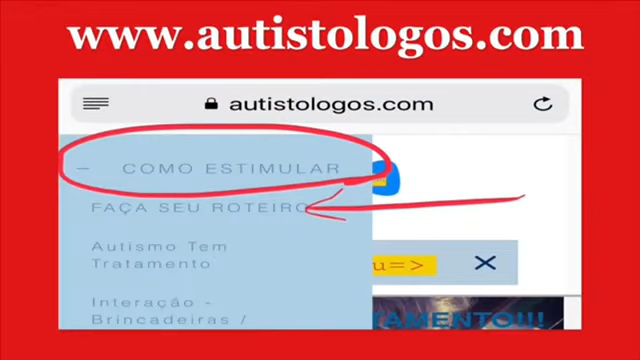 www.autistologos.com
autistologos.com
— COMO ESTIMULAR
FAÇA SEU ROTEIRO
Autismo Tem
Tratamento
u=> X
Interação -
Brincadeiras /
TAMENTO!!!